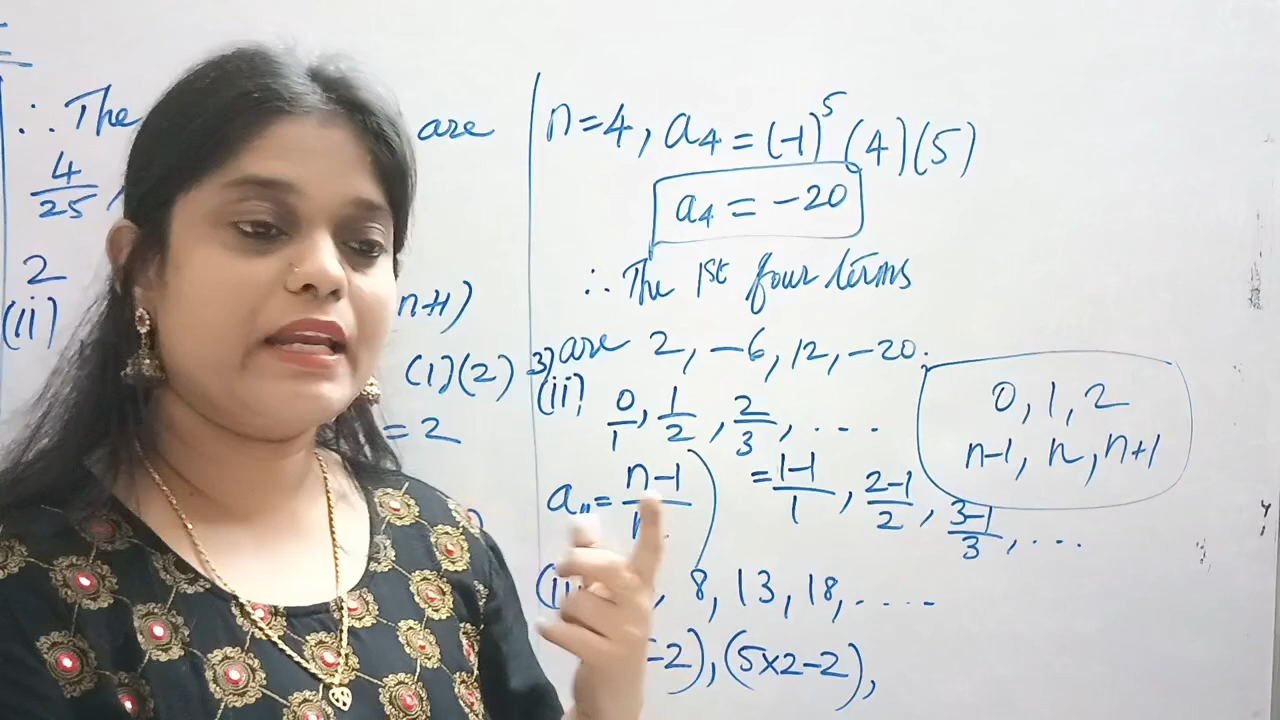 ∴ The are
4/25 ,
2
(ii) n+1)
(1)(2)
= 2
n=4, a₄ = (-1)⁵ (4)(5)
a₄ = -20
∴ The 1st four terms
are 2, -6, 12, -20.
3)
(ii) 0/1, 1/2, 2/3, ....
aₙ = n-1/n = 1-1/1, 2-1/2, 3-1/3, ...
0, 1, 2
n-1, n, n+1
, 8, 13, 18, ....
-2), (5×2-2),